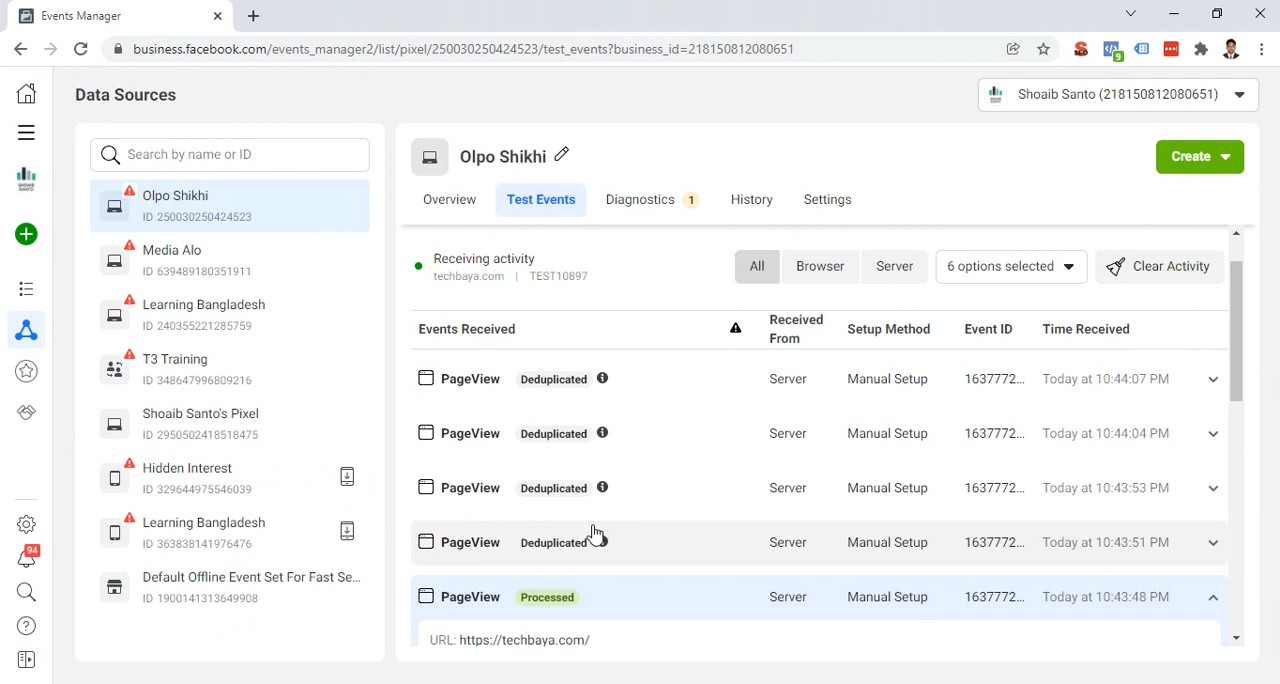 Events Manager
business.facebook.com/events_manager2/list/pixel/250030250424523/test_events?business_id=218150812080651
9
Data Sources
Shoaib Santo (218150812080651)
SHOAIB SANTO
Search by name or ID
Olpo Shikhi
ID 250030250424523
Media Alo
ID 639489180351911
Learning Bangladesh
ID 240355221285759
T3 Training
ID 348647996809216
Shoaib Santo's Pixel
ID 2950502418518475
Hidden Interest
ID 329644975546039
Learning Bangladesh
ID 363838141976476
Default Offline Event Set For Fast Se...
ID 1900141313649908
94
Olpo Shikhi
Create
Overview
Test Events
Diagnostics 1
History
Settings
Receiving activity
techbaya.com | TEST10897
All
Browser
Server
6 options selected
Clear Activity
Events Received
Received From
Setup Method
Event ID
Time Received
PageView Deduplicated Server Manual Setup 1637772... Today at 10:44:07 PM
PageView Deduplicated Server Manual Setup 1637772... Today at 10:44:04 PM
PageView Deduplicated Server Manual Setup 1637772... Today at 10:43:53 PM
PageView Deduplicated Server Manual Setup 1637772... Today at 10:43:51 PM
PageView Processed Server Manual Setup 1637772... Today at 10:43:48 PM
URL: https://techbaya.com/